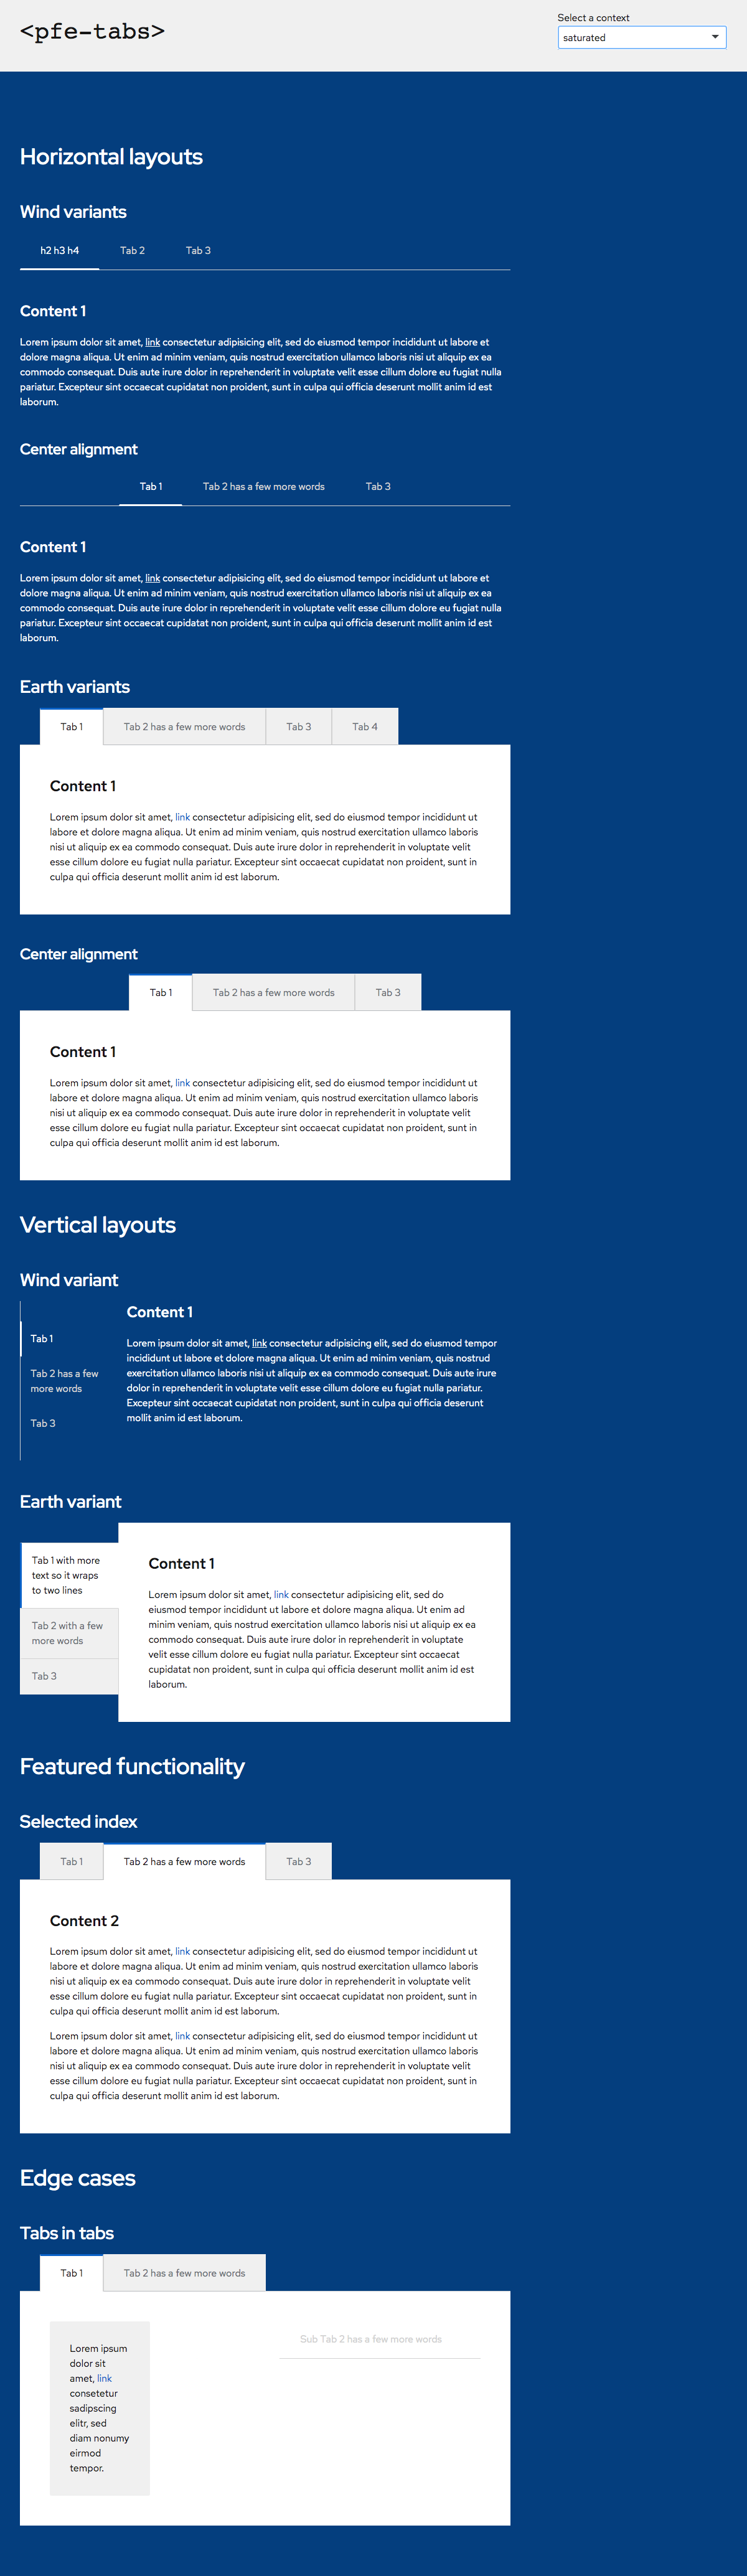 <pfe-tabs>
Select a context
saturated
Horizontal layouts
Wind variants
h2 h3 h4 Tab 2 Tab 3
Content 1
Lorem ipsum dolor sit amet, link consectetur adipisicing elit, sed do eiusmod tempor incididunt ut labore et
dolore magna aliqua. Ut enim ad minim veniam, quis nostrud exercitation ullamco laboris nisi ut aliquip ex ea
commodo consequat. Duis aute irure dolor in reprehenderit in voluptate velit esse cillum dolore eu fugiat nulla
pariatur. Excepteur sint occaecat cupidatat non proident, sunt in culpa qui officia deserunt mollit anim id est
laborum.
Center alignment
Tab 1 Tab 2 has a few more words Tab 3
Content 1
Lorem ipsum dolor sit amet, link consectetur adipisicing elit, sed do eiusmod tempor incididunt ut labore et
dolore magna aliqua. Ut enim ad minim veniam, quis nostrud exercitation ullamco laboris nisi ut aliquip ex ea
commodo consequat. Duis aute irure dolor in reprehenderit in voluptate velit esse cillum dolore eu fugiat nulla
pariatur. Excepteur sint occaecat cupidatat non proident, sunt in culpa qui officia deserunt mollit anim id est
laborum.
Earth variants
Tab 1 Tab 2 has a few more words Tab 3 Tab 4
Content 1
Lorem ipsum dolor sit amet, link consectetur adipisicing elit, sed do eiusmod tempor incididunt ut
labore et dolore magna aliqua. Ut enim ad minim veniam, quis nostrud exercitation ullamco laboris
nisi ut aliquip ex ea commodo consequat. Duis aute irure dolor in reprehenderit in voluptate velit
esse cillum dolore eu fugiat nulla pariatur. Excepteur sint occaecat cupidatat non proident, sunt in
culpa qui officia deserunt mollit anim id est laborum.
Center alignment
Tab 1 Tab 2 has a few more words Tab 3
Content 1
Lorem ipsum dolor sit amet, link consectetur adipisicing elit, sed do eiusmod tempor incididunt ut
labore et dolore magna aliqua. Ut enim ad minim veniam, quis nostrud exercitation ullamco laboris
nisi ut aliquip ex ea commodo consequat. Duis aute irure dolor in reprehenderit in voluptate velit
esse cillum dolore eu fugiat nulla pariatur. Excepteur sint occaecat cupidatat non proident, sunt in
culpa qui officia deserunt mollit anim id est laborum.
Vertical layouts
Wind variant
Tab 1
Tab 2 has a few
more words
Tab 3
Content 1
Lorem ipsum dolor sit amet, link consectetur adipisicing elit, sed do eiusmod tempor
incididunt ut labore et dolore magna aliqua. Ut enim ad minim veniam, quis nostrud
exercitation ullamco laboris nisi ut aliquip ex ea commodo consequat. Duis aute irure
dolor in reprehenderit in voluptate velit esse cillum dolore eu fugiat nulla pariatur.
Excepteur sint occaecat cupidatat non proident, sunt in culpa qui officia deserunt
mollit anim id est laborum.
Earth variant
Tab 1 with more
text so it wraps
to two lines
Tab 2 with a few
more words
Tab 3
Content 1
Lorem ipsum dolor sit amet, link consectetur adipisicing elit, sed do
eiusmod tempor incididunt ut labore et dolore magna aliqua. Ut enim ad
minim veniam, quis nostrud exercitation ullamco laboris nisi ut aliquip ex ea
commodo consequat. Duis aute irure dolor in reprehenderit in voluptate
velit esse cillum dolore eu fugiat nulla pariatur. Excepteur sint occaecat
cupidatat non proident, sunt in culpa qui officia deserunt mollit anim id est
laborum.
Featured functionality
Selected index
Tab 1 Tab 2 has a few more words Tab 3
Content 2
Lorem ipsum dolor sit amet, link consectetur adipisicing elit, sed do eiusmod tempor incididunt ut
labore et dolore magna aliqua. Ut enim ad minim veniam, quis nostrud exercitation ullamco laboris
nisi ut aliquip ex ea commodo consequat. Duis aute irure dolor in reprehenderit in voluptate velit
esse cillum dolore eu fugiat nulla pariatur. Excepteur sint occaecat cupidatat non proident, sunt in
culpa qui officia deserunt mollit anim id est laborum.
Lorem ipsum dolor sit amet, link consectetur adipisicing elit, sed do eiusmod tempor incididunt ut
labore et dolore magna aliqua. Ut enim ad minim veniam, quis nostrud exercitation ullamco laboris
nisi ut aliquip ex ea commodo consequat. Duis aute irure dolor in reprehenderit in voluptate velit
esse cillum dolore eu fugiat nulla pariatur. Excepteur sint occaecat cupidatat non proident, sunt in
culpa qui officia deserunt mollit anim id est laborum.
Edge cases
Tabs in tabs
Tab 1 Tab 2 has a few more words
Lorem ipsum
dolor sit
amet, link
consetetur
sadipscing
elitr, sed
diam nonumy
eirmod
tempor.
Sub Tab 2 has a few more words